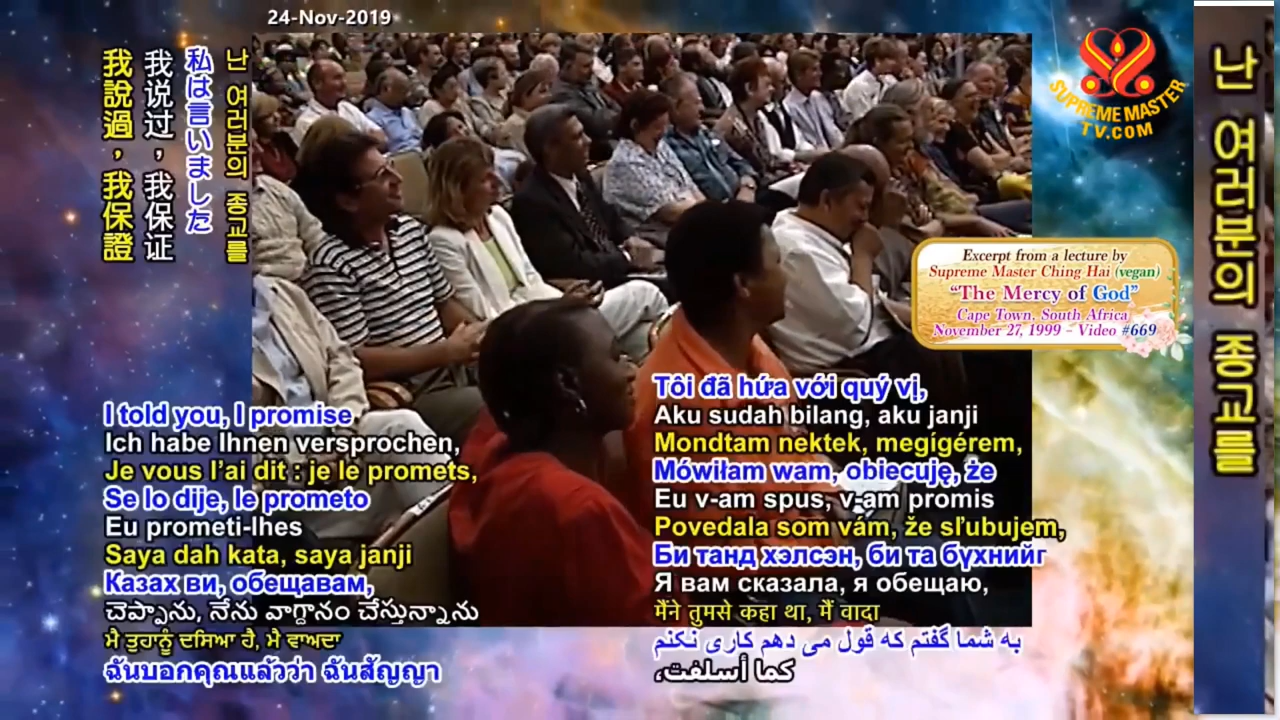 24-Nov-2019
난 여러분의 종교를
私は言いました
我说过，我保证
我說過，我保證
SUPREME MASTER
TV.COM
난 여러분의 종교를
Excerpt from a lecture by
Supreme Master Ching Hai (vegan)
“The Mercy of God”
Cape Town, South Africa
November 27, 1999 – Video #669
I told you, I promise
Ich habe Ihnen versprochen,
Je vous l’ai dit : je le promets,
Se lo dije, le prometo
Eu prometi-lhes
Saya dah kata, saya janji
Казах ви, обещавам,
చెప్పాను, నేను వాగ్దానం చేస్తున్నాను
ਮੈ ਤੁਹਾਨੂੰ ਦਸਿਆ ਹੈ, ਮੈ ਵਾਅਦਾ
ฉันบอกคุณแล้วว่า ฉันสัญญา
Tôi đã hứa với quý vị,
Aku sudah bilang, aku janji
Mondtam nektek, megígérem,
Mówiłam wam, obiecuję, że
Eu v-am spus, v-am promis
Povedala som vám, že sľubujem,
Би танд хэлсэн, би та бүхнийг
Я вам сказала, я обещаю,
मैंने तुमसे कहा था, मैं वादा
به شما گفتم که قول می دهم کاری نکنم
كما أسلفت،